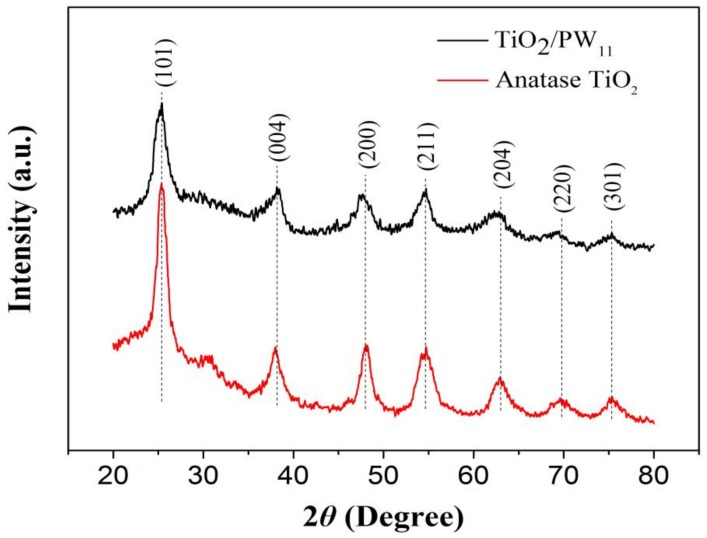 TiO2/PW11
Anatase TiO2
(101)
(004)
(200)
(211)
(204)
(220)
(301)
Intensity (a.u.)
20 30 40 50 60 70 80
2θ (Degree)